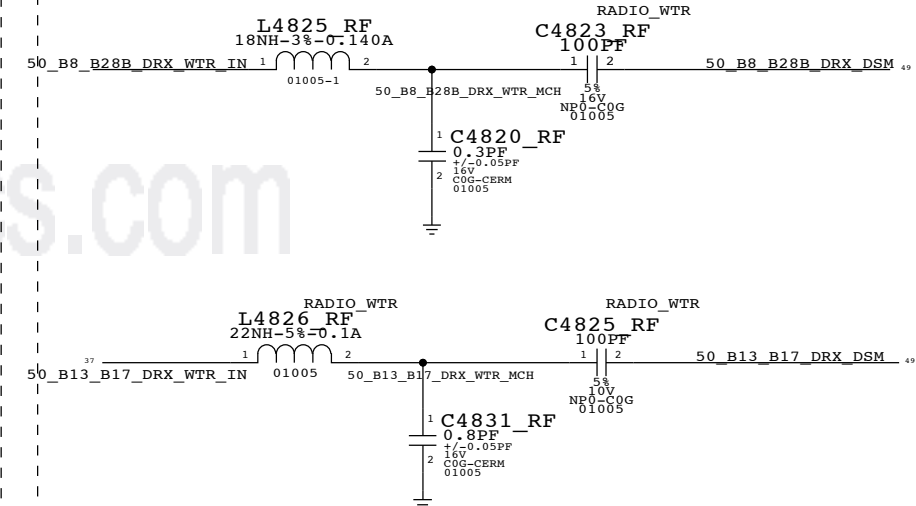 RADIO_WTR
L4825_RF
18NH-3%-0.140A
C4823_RF
100PF
50_B8_B28B_DRX_WTR_IN
1
2
01005-1
1
2
50_B8_B28B_DRX_DSM
49
50_B8_B28B_DRX_WTR_MCH
5%
16V
NP0-C0G
01005
1
C4820_RF
0.3PF
+/-0.05PF
16V
C0G-CERM
01005
2
s.com
RADIO_WTR
L4826_RF
22NH-5%-0.1A
RADIO_WTR
C4825_RF
100PF
37
1
2
1
2
50_B13_B17_DRX_DSM
49
50_B13_B17_DRX_WTR_IN
01005
50_B13_B17_DRX_WTR_MCH
5%
10V
NP0-C0G
01005
1
C4831_RF
0.8PF
+/-0.05PF
16V
C0G-CERM
01005
2